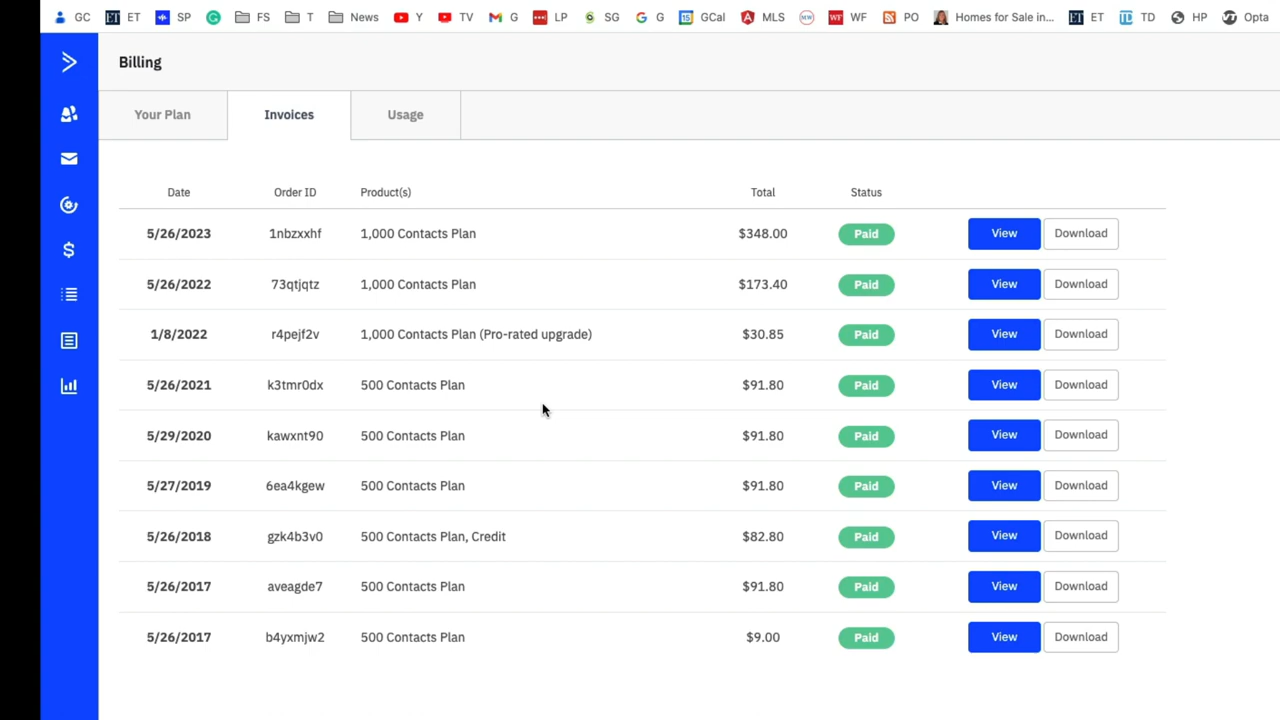 GC ET SP FS T News Y TV G LP SG G GCal MLS WF PO Homes for Sale in... ET TD HP Opta
Billing
Your Plan Invoices Usage
Date Order ID Product(s) Total Status
5/26/2023 1nbzxxhf 1,000 Contacts Plan $348.00 Paid View Download
5/26/2022 73qtjqtz 1,000 Contacts Plan $173.40 Paid View Download
1/8/2022 r4pejf2v 1,000 Contacts Plan (Pro-rated upgrade) $30.85 Paid View Download
5/26/2021 k3tmr0dx 500 Contacts Plan $91.80 Paid View Download
5/29/2020 kawxnt90 500 Contacts Plan $91.80 Paid View Download
5/27/2019 6ea4kgew 500 Contacts Plan $91.80 Paid View Download
5/26/2018 gzk4b3v0 500 Contacts Plan, Credit $82.80 Paid View Download
5/26/2017 aveagde7 500 Contacts Plan $91.80 Paid View Download
5/26/2017 b4yxmjw2 500 Contacts Plan $9.00 Paid View Download